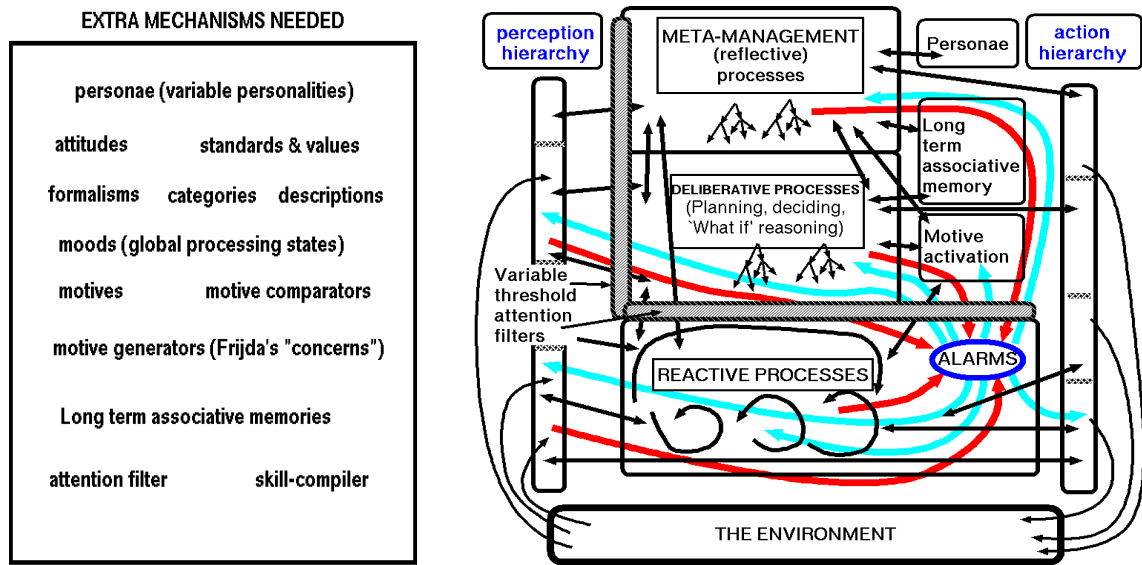 EXTRA MECHANISMS NEEDED
personae (variable personalities)
attitudes standards & values
formalisms categories descriptions
moods (global processing states)
motives motive comparators
motive generators (Frijda's "concerns")
Long term associative memories
attention filter skill-compiler
perception
hierarchy
META-MANAGEMENT
(reflective)
processes
Personae
action
hierarchy
Long
term
associative
memory
DELIBERATIVE PROCESSES
(Planning, deciding,
`What if' reasoning)
Motive
activation
Variable
threshold
attention
filters
REACTIVE PROCESSES
ALARMS
THE ENVIRONMENT